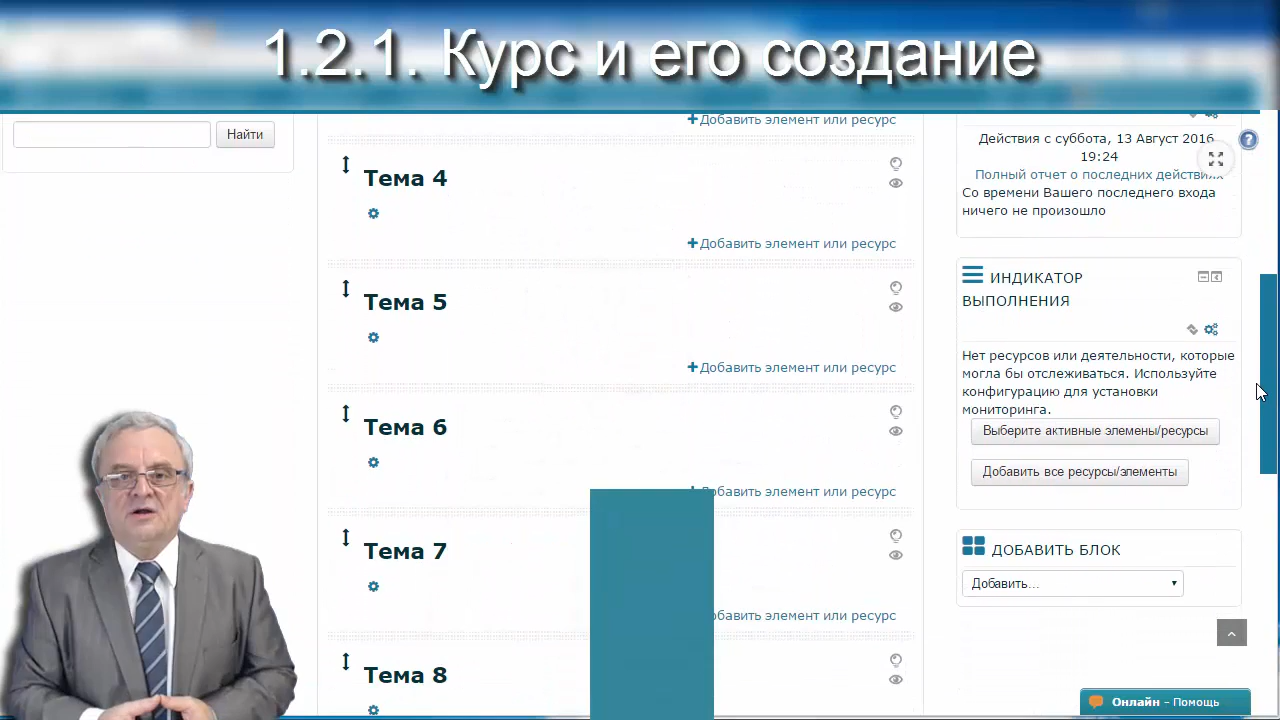 1.2.1. Курс и его создание
Найти
Добавить элемент или ресурс
Тема 4
Добавить элемент или ресурс
Тема 5
Добавить элемент или ресурс
Тема 6
Добавить элемент или ресурс
Тема 7
обавить элемент или ресурс
Тема 8
Действия с суббота, 13 Август 2016,
19:24
Полный отчет о последних действиях
Со времени Вашего последнего входа
ничего не произошло
ИНДИКАТОР
ВЫПОЛНЕНИЯ
Нет ресурсов или деятельности, которые
могла бы отслеживаться. Используйте
конфигурацию для установки
мониторинга.
Выберите активные элемены/ресурсы
Добавить все ресурсы/элементы
ДОБАВИТЬ БЛОК
Добавить...
Онлайн – Помощь